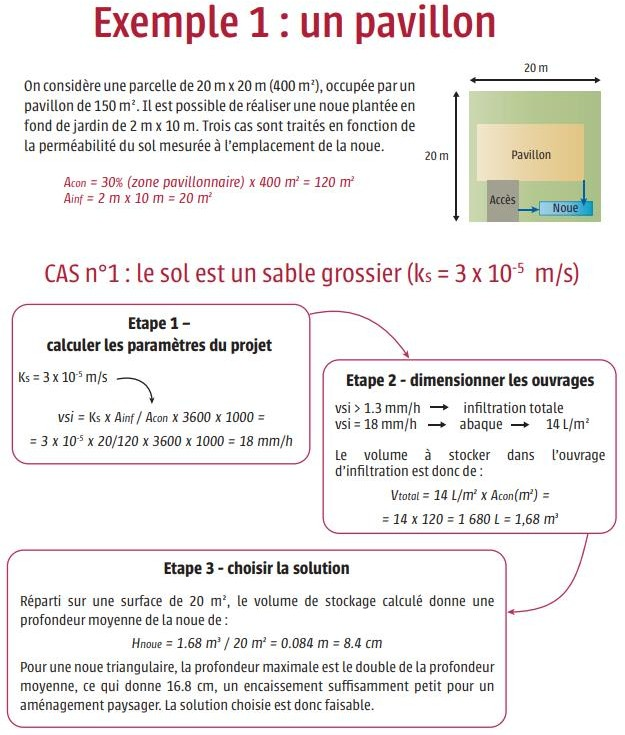 Exemple 1 : un pavillon
On considère une parcelle de 20 m x 20 m (400 m²), occupée par un
pavillon de 150 m². Il est possible de réaliser une noue plantée en
fond de jardin de 2 m x 10 m. Trois cas sont traités en fonction de
la perméabilité du sol mesurée à l'emplacement de la noue.
Acon = 30% (zone pavillonnaire) x 400 m² = 120 m²
Ainf = 2 m x 10 m = 20 m²
20 m
20 m
Pavillon
Accès
Noue
CAS n°1 : le sol est un sable grossier (ks = 3 x 10⁻⁵ m/s)
Etape 1 –
calculer les paramètres du projet
Ks = 3 x 10⁻⁵ m/s
vsi = Ks x Ainf / Acon x 3600 x 1000 =
= 3 x 10⁻⁵ x 20/120 x 3600 x 1000 = 18 mm/h
Etape 2 - dimensionner les ouvrages
vsi > 1.3 mm/h → infiltration totale
vsi = 18 mm/h → abaque → 14 L/m²
Le volume à stocker dans l'ouvrage
d'infiltration est donc de :
Vtotal = 14 L/m² x Acon(m²) =
= 14 x 120 = 1 680 L = 1,68 m³
Etape 3 - choisir la solution
Réparti sur une surface de 20 m², le volume de stockage calculé donne une
profondeur moyenne de la noue de :
Hnoue = 1.68 m³ / 20 m² = 0.084 m = 8.4 cm
Pour une noue triangulaire, la profondeur maximale est le double de la profondeur
moyenne, ce qui donne 16.8 cm, un encaissement suffisamment petit pour un
aménagement paysager. La solution choisie est donc faisable.